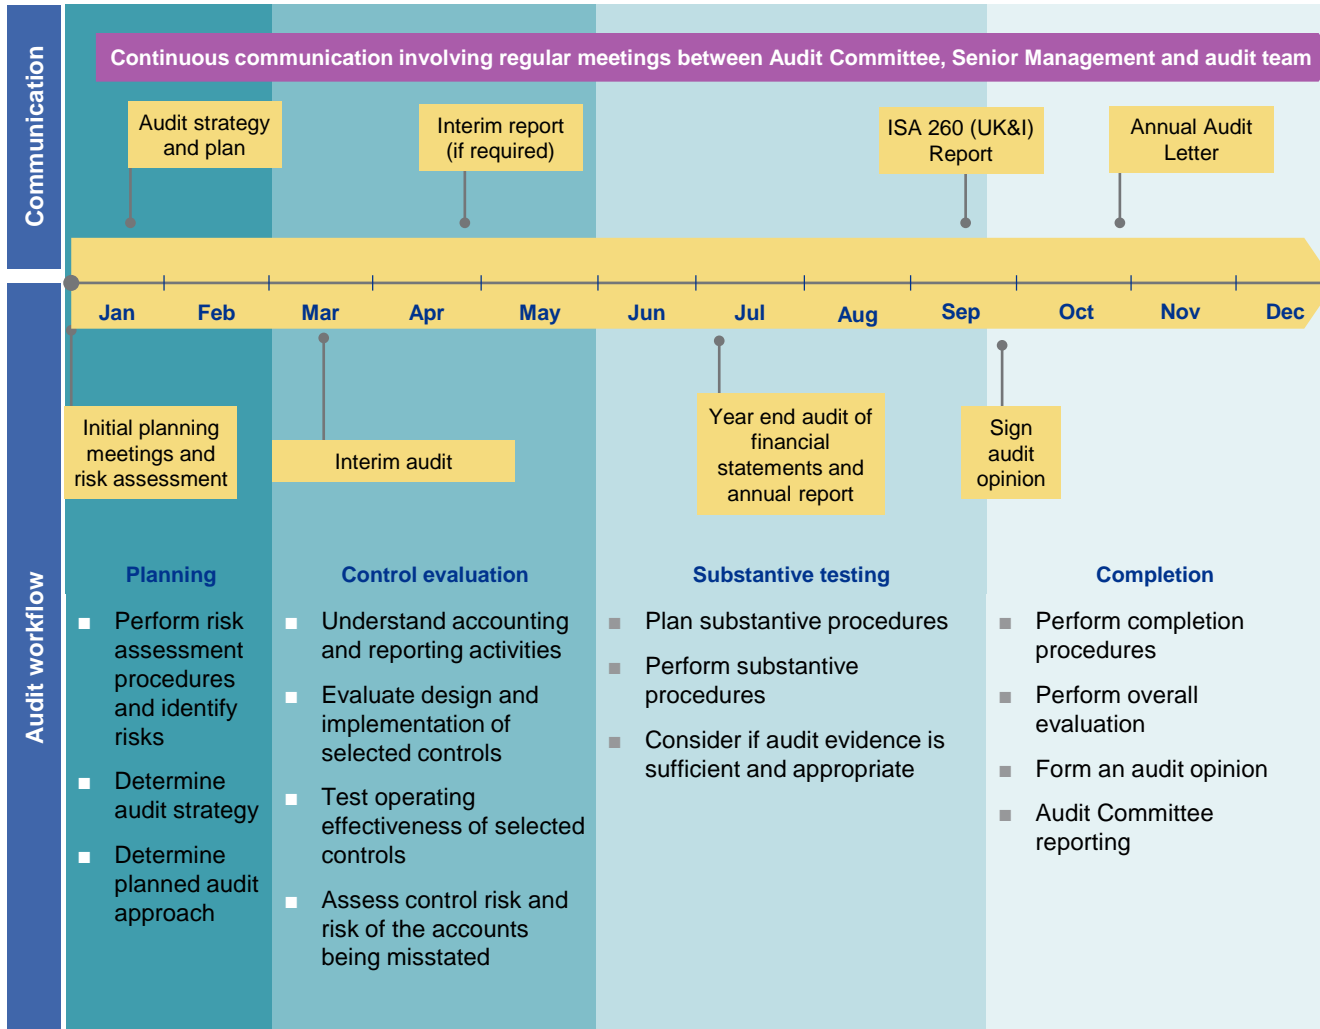 Communication
Continuous communication involving regular meetings between Audit Committee, Senior Management and audit team
Audit strategy
and plan
Interim report
(if required)
ISA 260 (UK&I)
Report
Annual Audit
Letter
Jan
Feb
Mar
Apr
May
Jun
Jul
Aug
Sep
Oct
Nov
Dec
Audit workflow
Initial planning
meetings and
risk assessment
Interim audit
Year end audit of
financial
statements and
annual report
Sign
audit
opinion
Planning
■ Perform risk
assessment
procedures
and identify
risks
■ Determine
audit strategy
■ Determine
planned audit
approach
Control evaluation
■ Understand accounting
and reporting activities
■ Evaluate design and
implementation of
selected controls
■ Test operating
effectiveness of selected
controls
■ Assess control risk and
risk of the accounts
being misstated
Substantive testing
■ Plan substantive procedures
■ Perform substantive
procedures
■ Consider if audit evidence is
sufficient and appropriate
Completion
■ Perform completion
procedures
■ Perform overall
evaluation
■ Form an audit opinion
■ Audit Committee
reporting